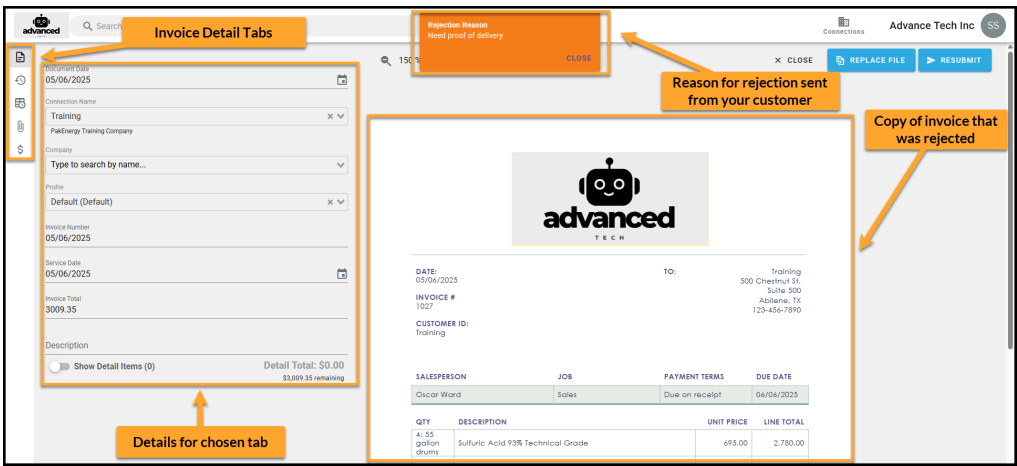 advanced
TECH
Search
Invoice Detail Tabs
Rejection Reason
Need proof of delivery
CLOSE
Connections
Advance Tech Inc
SS
150 %
CLOSE
REPLACE FILE
RESUBMIT
Reason for rejection sent
from your customer
Copy of invoice that
was rejected
Document Date
05/06/2025
Connection Name
Training
PakEnergy Training Company
Company
Type to search by name...
Profile
Default (Default)
Invoice Number
05/06/2025
Service Date
05/06/2025
Invoice Total
3009.35
Description
Show Detail Items (0)
Detail Total: $0.00
$3,009.35 remaining
Details for chosen tab
advanced
TECH
DATE:
05/06/2025
INVOICE #
1027
CUSTOMER ID:
Training
TO:
Training
500 Chestnut St.
Suite 500
Abilene, TX
123-456-7890
SALESPERSON JOB PAYMENT TERMS DUE DATE
Oscar Ward Sales Due on receipt 06/06/2025
QTY DESCRIPTION UNIT PRICE LINE TOTAL
4: 55
gallon
drums
Sulfuric Acid 93% Technical Grade 695.00 2,780.00